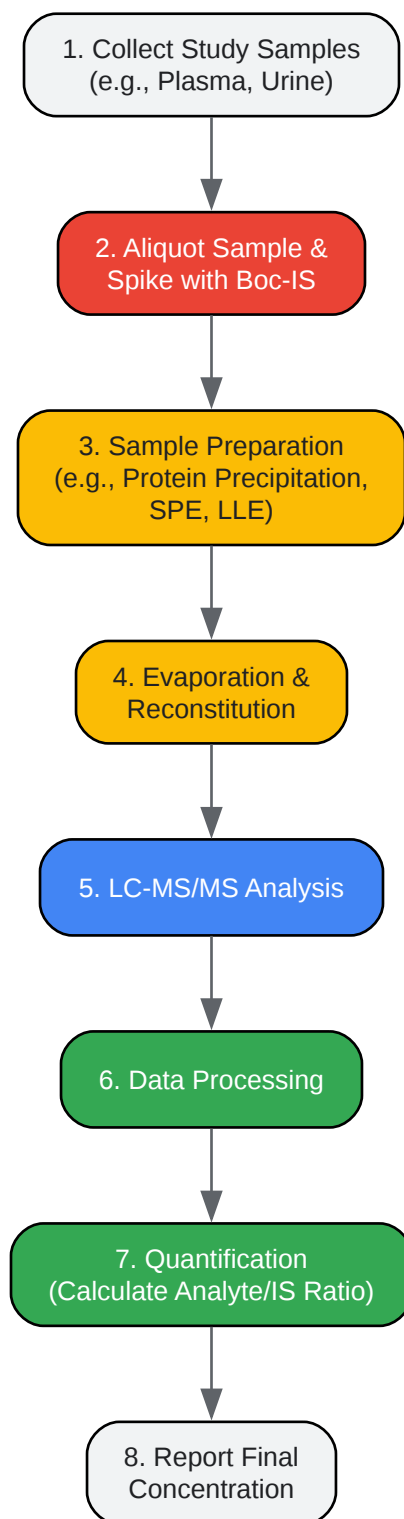 1. Collect Study Samples
(e.g., Plasma, Urine)
2. Aliquot Sample &
Spike with Boc-IS
3. Sample Preparation
(e.g., Protein Precipitation,
SPE, LLE)
4. Evaporation &
Reconstitution
5. LC-MS/MS Analysis
6. Data Processing
7. Quantification
(Calculate Analyte/IS Ratio)
8. Report Final
Concentration